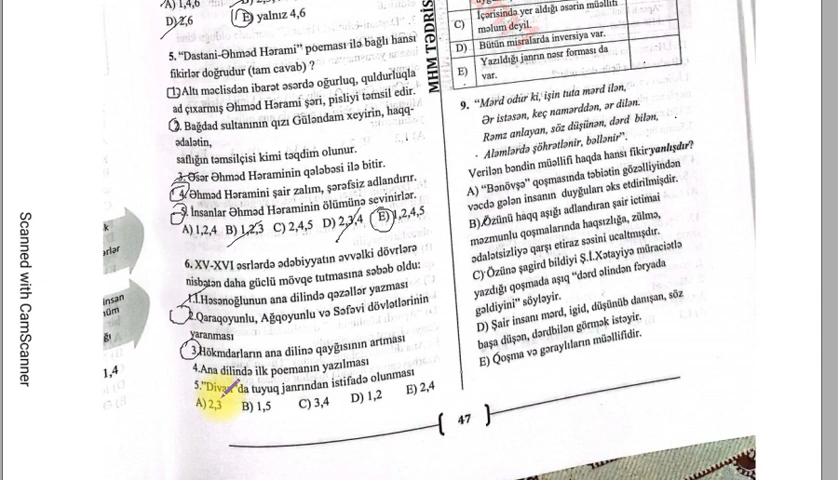 A) 1,4,6
D) 2,6
E) yalnız 4,6
5. "Dastani-Əhməd Hərami" poeması ilə bağlı hansı
fikirlər doğrudur (tam cavab) ?
1)Altı məclisdən ibarət əsərdə oğurluq, quldurluqla
ad çıxarmış Əhməd Hərami şəri, pisliyi təmsil edir.
2. Bağdad sultanının qızı Güləndam xeyirin, haqq-
ədalətin,
saflığın təmsilçisi kimi təqdim olunur.
3.Əsər Əhməd Həraminin qələbəsi ilə bitir.
4.Əhməd Həramini şair zalım, şərəfsiz adlandırır.
5. İnsanlar Əhməd Həraminin ölümünə sevinirlər.
A) 1,2,4 B) 1,2,3 C) 2,4,5 D) 2,3,4 E) 1,2,4,5
6. XV-XVI əsrlərdə ədəbiyyatın əvvəlki dövrlərə
nisbətən daha güclü mövqe tutmasına səbəb oldu:
1.İ.Həsənoğlunun ana dilində qəzəllər yazması
2.Qaraqoyunlu, Ağqoyunlu və Səfəvi dövlətlərinin
yaranması
3.Hökmdarların ana dilinə qayğısının artması
4.Ana dilində ilk poemanın yazılması
5."Divan"da tuyuq janrından istifadə olunması
A) 2,3 B) 1,5 C) 3,4 D) 1,2 E) 2,4
MHM TƏDRİS
C) İçərisində yer aldığı əsərin müəllifi
məlum deyil.
D) Bütün misralarda inversiya var.
E) Yazıldığı janrın nəsr forması da
var.
9. "Mərd odur ki, işin tuta mərd ilən,
Ər istəsən, keç namərddən, ər dilən.
Rəmz anlayan, söz düşünən, dərd bilən,
Aləmlərdə şöhrətlənir, bəllənir".
Verilən bəndin müəllifi haqda hansı fikir yanlışdır?
A) "Bənövşə" qoşmasında təbiətin gözəlliyindən
vəcdə gələn insanın duyğuları əks etdirilmişdir.
B) Özünü haqq aşığı adlandıran şair ictimai
məzmunlu qoşmalarında haqsızlığa, zülmə,
ədalətsizliyə qarşı etiraz səsini ucaltmışdır.
C) Özünə şagird bildiyi Ş.İ.Xətayiyə müraciətlə
yazdığı qoşmada aşıq "dərd əlindən fəryada
gəldiyini" söyləyir.
D) Şair insanı mərd, igid, düşünüb danışan, söz
başa düşən, dərdbilən görmək istəyir.
E) Qoşma və gəraylıların müəllifidir.
47
1,4
Scanned with CamScanner